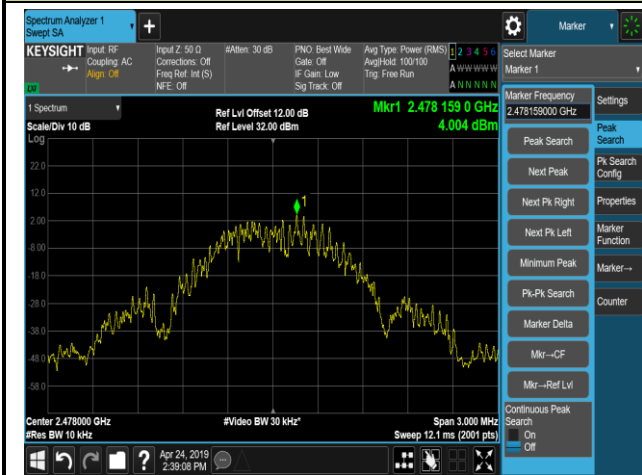 Spectrum Analyzer 1
Swept SA
+
Marker
KEYSIGHT
Input: RF
Coupling: AC
Align: Off
Input Z: 50 Ω
Corrections: Off
Freq Ref: Int (S)
NFE: Off
#Atten: 30 dB
PNO: Best Wide
Gate: Off
IF Gain: Low
Sig Track: Off
Avg Type: Power (RMS)
Avg|Hold: 100/100
Trig: Free Run
1 2 3 4 5 6
A W W W W W
A N N N N N
LXI
Select Marker
Marker 1
1 Spectrum
Scale/Div 10 dB
Log
Ref Lvl Offset 12.00 dB
Ref Level 32.00 dBm
Mkr1 2.478 159 0 GHz
4.004 dBm
22.0
12.0
2.00
-8.00
-18.0
-28.0
-38.0
-48.0
-58.0
1
Center 2.478000 GHz
#Res BW 10 kHz
#Video BW 30 kHz*
Span 3.000 MHz
Sweep 12.1 ms (2001 pts)
Marker Frequency
2.478159000 GHz
Peak Search
Next Peak
Next Pk Right
Next Pk Left
Minimum Peak
Pk-Pk Search
Marker Delta
Mkr→CF
Mkr→Ref Lvl
Continuous Peak
Search
On
Off
Settings
Peak
Search
Pk Search
Config
Properties
Marker
Function
Marker→
Counter
?
Apr 24, 2019
2:39:08 PM